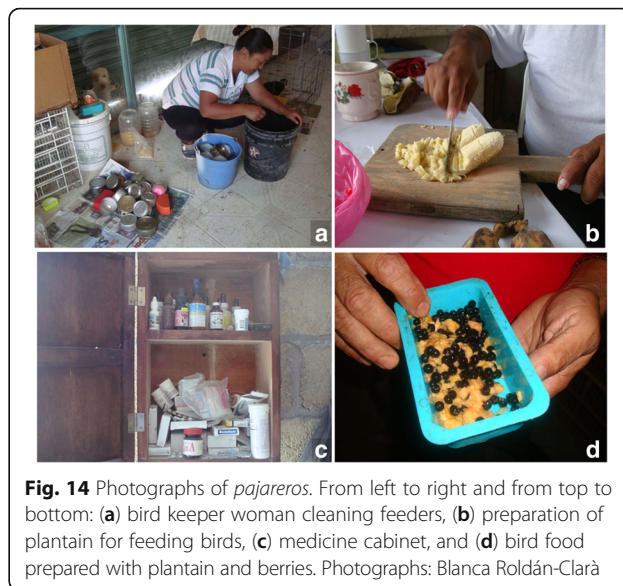 a
b
c
d
Fig. 14 Photographs of pajareros. From left to right and from top to
bottom: (a) bird keeper woman cleaning feeders, (b) preparation of
plantain for feeding birds, (c) medicine cabinet, and (d) bird food
prepared with plantain and berries. Photographs: Blanca Roldán-Clarà